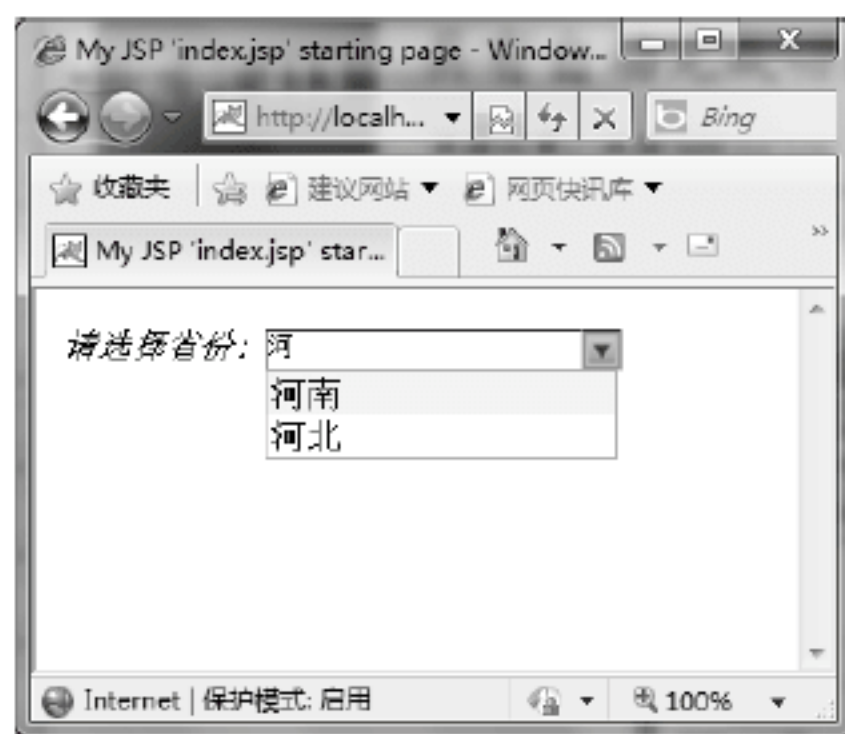 My JSP 'index.jsp' starting page - Window...
http://localh... Bing
收藏夹 建议网站 网页快讯库
My JSP 'index.jsp' star...
请选择省份: 河
河南
河北
Internet | 保护模式: 启用 100%